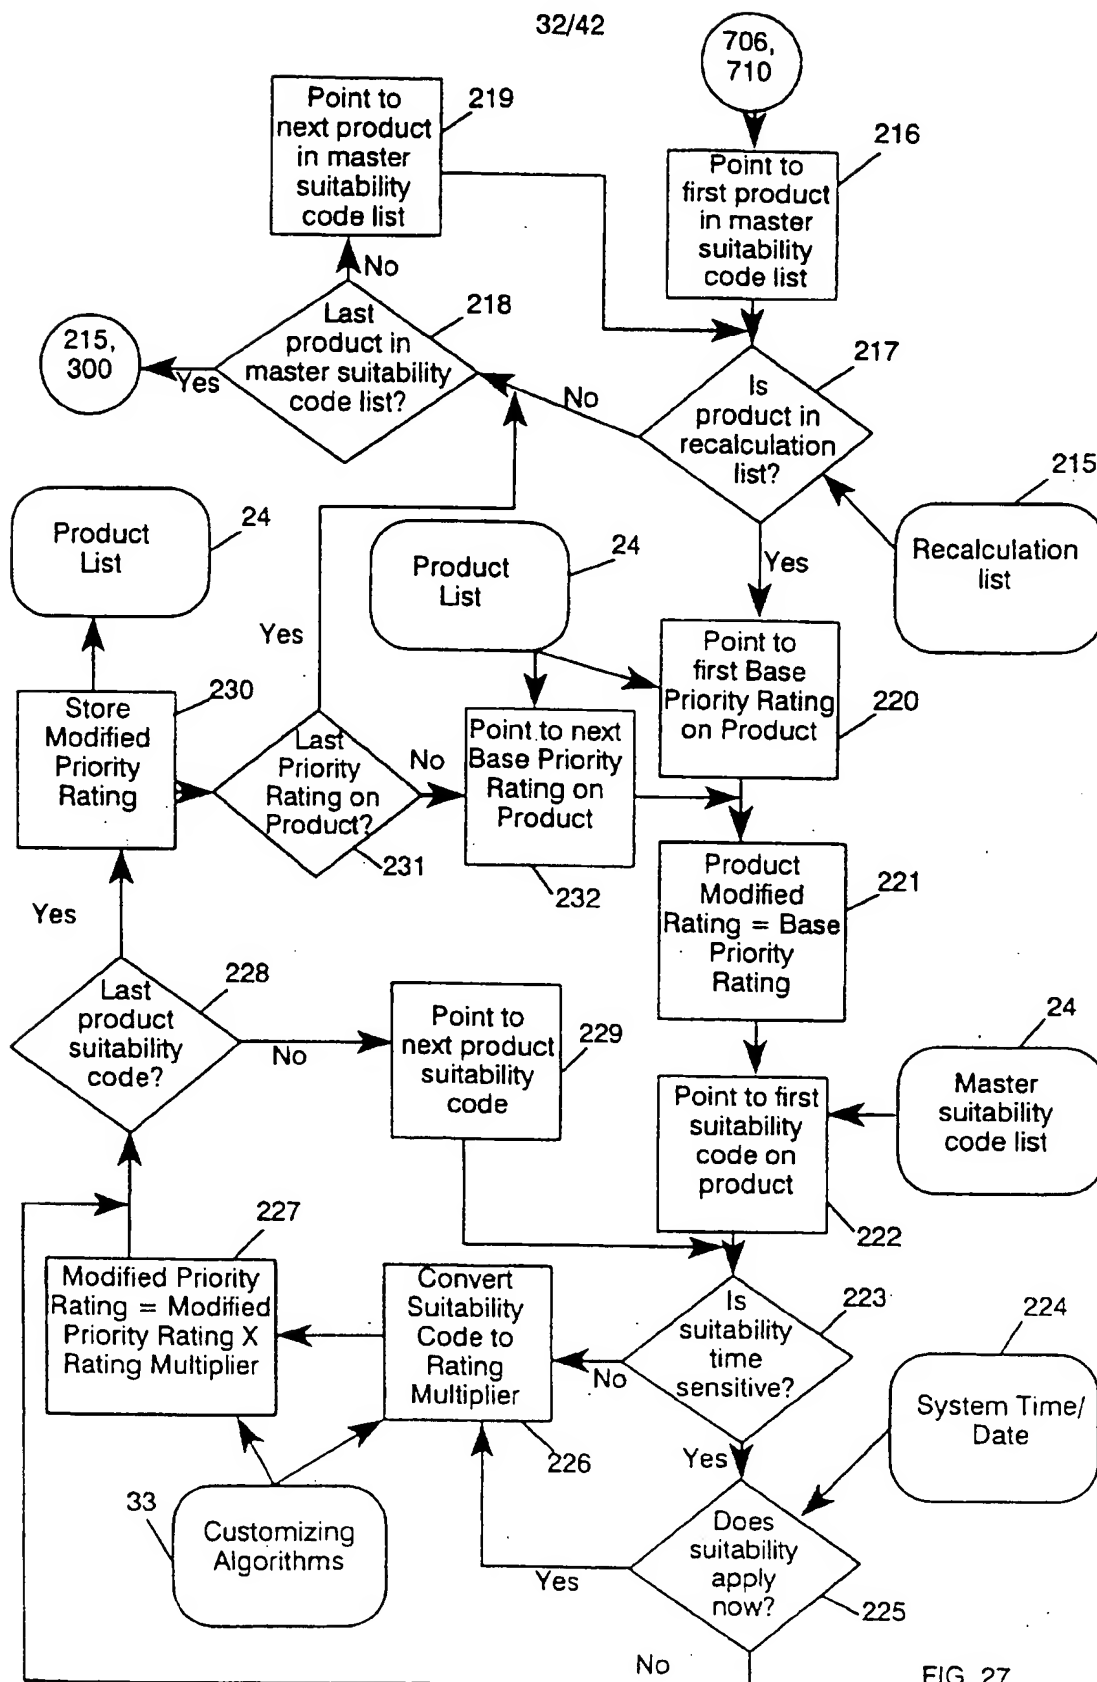 32/42
706,
710
Point to
next product
in master
suitability
code list
219
Point to
first product
in master
suitability
code list
216
No
Last
product in
master suitability
code list?
218
215,
300
Yes
No
Is
product in
recalculation
list?
217
215
Recalculation
list
Yes
Product
List
24
Product
List
24
Yes
Point to
first Base
Priority Rating
on Product
220
Store
Modified
Priority
Rating
230
Last
Priority
Rating on
Product?
231
No
Point to next
Base Priority
Rating on
Product
232
Product
Modified
Rating = Base
Priority
Rating
221
Yes
Last
product
suitability
code?
228
No
Point to
next product
suitability
code
229
Point to first
suitability
code on
product
222
24
Master
suitability
code list
227
Modified Priority
Rating = Modified
Priority Rating X
Rating Multiplier
Convert
Suitability
Code to
Rating
Multiplier
226
No
Is
suitability
time
sensitive?
223
224
System Time/
Date
Yes
33
Customizing
Algorithms
Yes
Does
suitability
apply
now?
225
No
FIG. 27